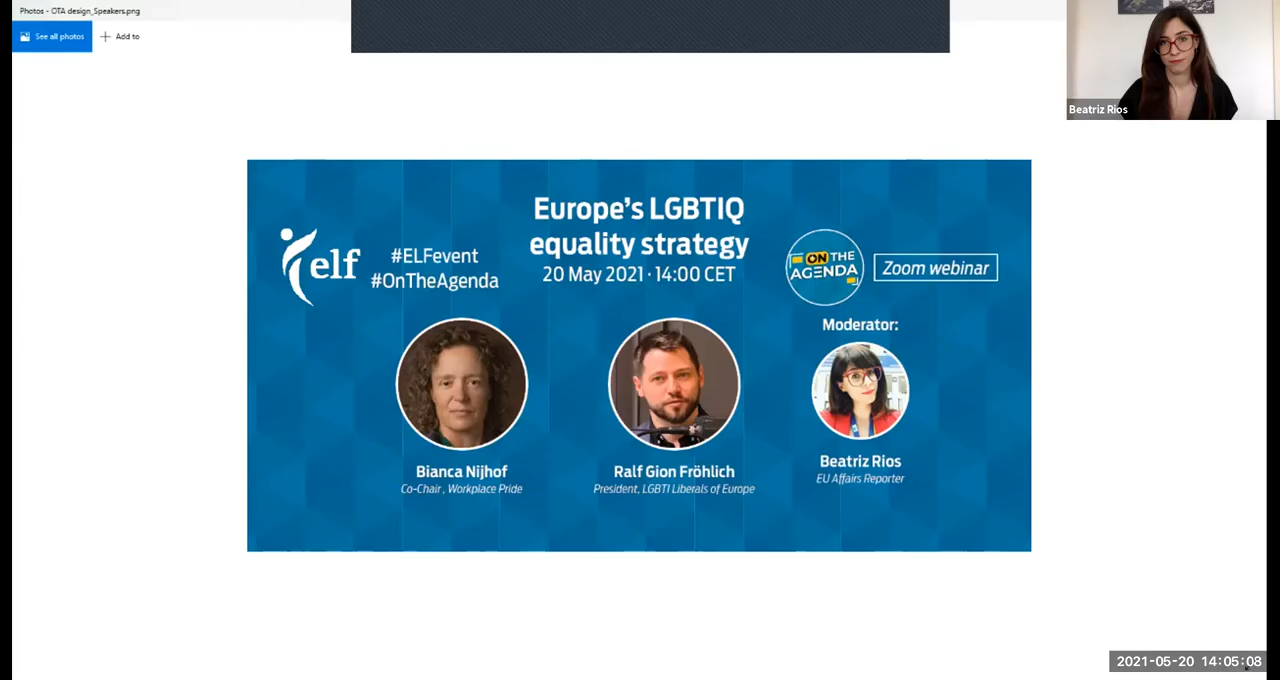 Photos - OTA design_Speakers.png
See all photos
Add to
Beatriz Rios
Europe's LGBTIQ
equality strategy
20 May 2021 · 14:00 CET
elf
#ELFevent
#OnTheAgenda
ON THE
AGENDA
Zoom webinar
Moderator:
Bianca Nijhof
Co-Chair , Workplace Pride
Ralf Gion Fröhlich
President, LGBTI Liberals of Europe
Beatriz Rios
EU Affairs Reporter
2021-05-20 14:05:08